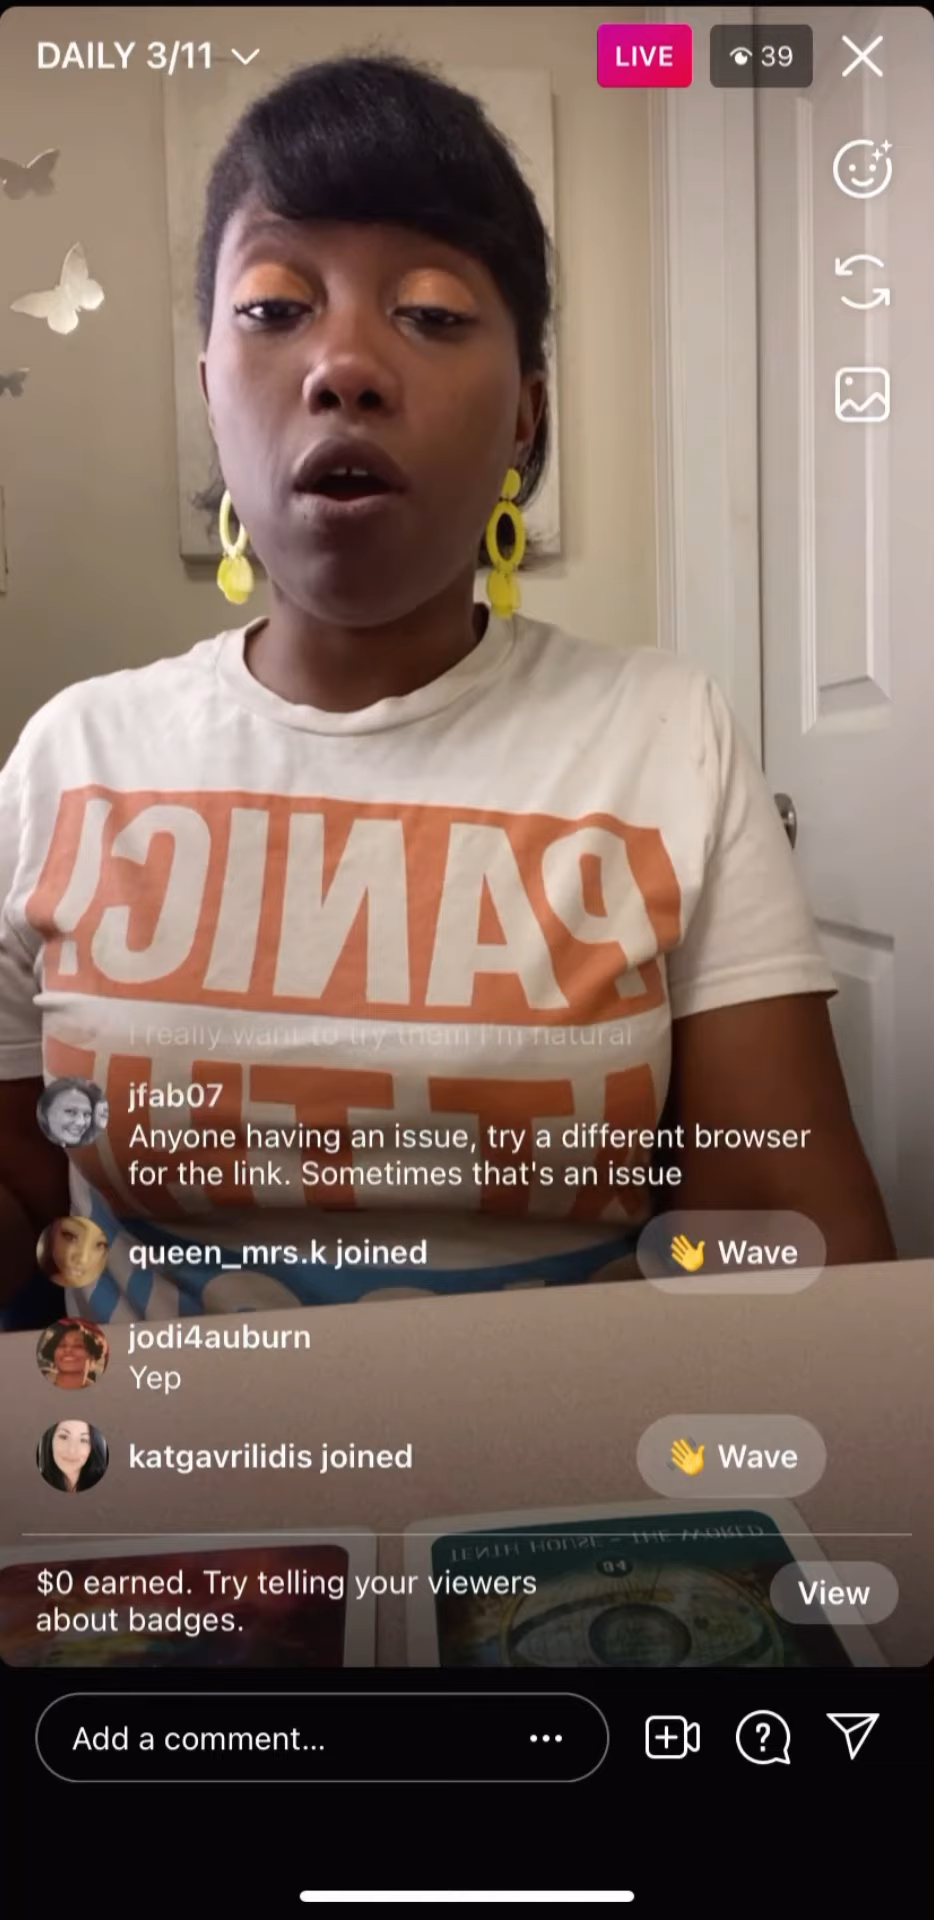 DAILY 3/11
LIVE
39
PANIC!
AT THE
I really want to try them I'm natural
jfab07
Anyone having an issue, try a different browser
for the link. Sometimes that's an issue
queen_mrs.k joined
👋 Wave
jodi4auburn
Yep
katgavrilidis joined
👋 Wave
TENTH HOUSE - THE WORLD
$0 earned. Try telling your viewers
about badges.
View
Add a comment...